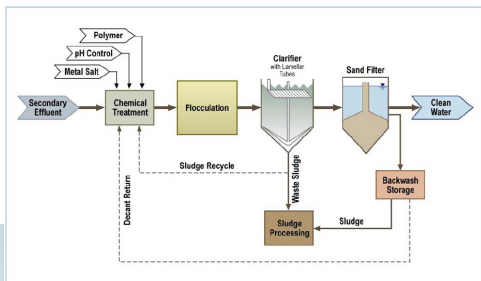 Polymer
pH Control
Metal Salt
Secondary
Effluent
Chemical
Treatment
Flocculation
Clarifier
with Lamellar
Tubes
Sand Filter
Clean
Water
Sludge Recycle
Waste Sludge
Decant Return
Backwash
Storage
Sludge
Processing
Sludge